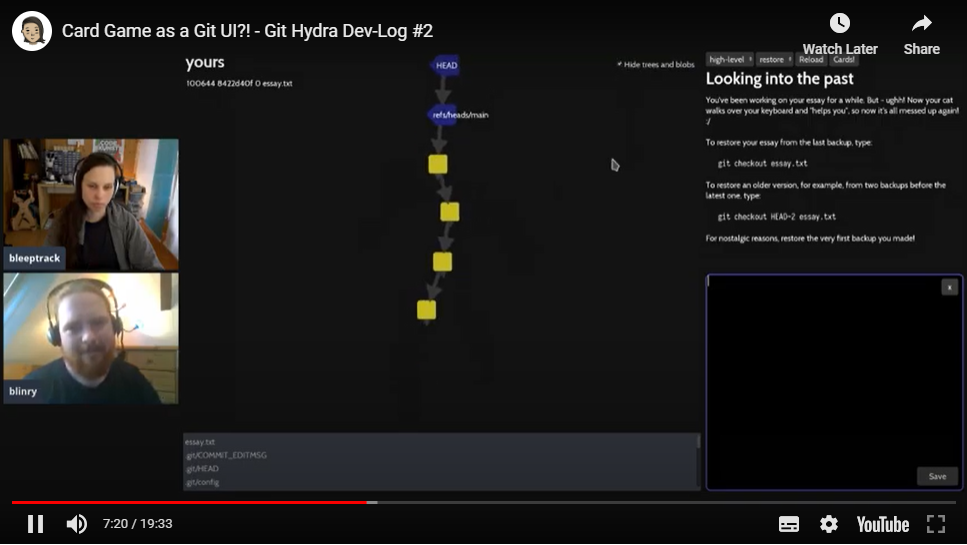 Card Game as a Git UI?! - Git Hydra Dev-Log #2
Watch Later
Share
yours
100644 8422d40f 0 essay.txt
HEAD
refs/heads/main
Hide trees and blobs
high-level
restore
Reload
Cards!
Looking into the past
You've been working on your essay for a while. But - ughh! Now your cat
walks over your keyboard and "helps you", so now it's all messed up again!
:/
To restore your essay from the last backup, type:
git checkout essay.txt
To restore an older version, for example, from two backups before the
latest one, type:
git checkout HEAD~2 essay.txt
For nostalgic reasons, restore the very first backup you made!
x
bleeptrack
blinry
essay.txt
.git/COMMIT_EDITMSG
.git/HEAD
.git/config
Save
7:20 / 19:33
YouTube